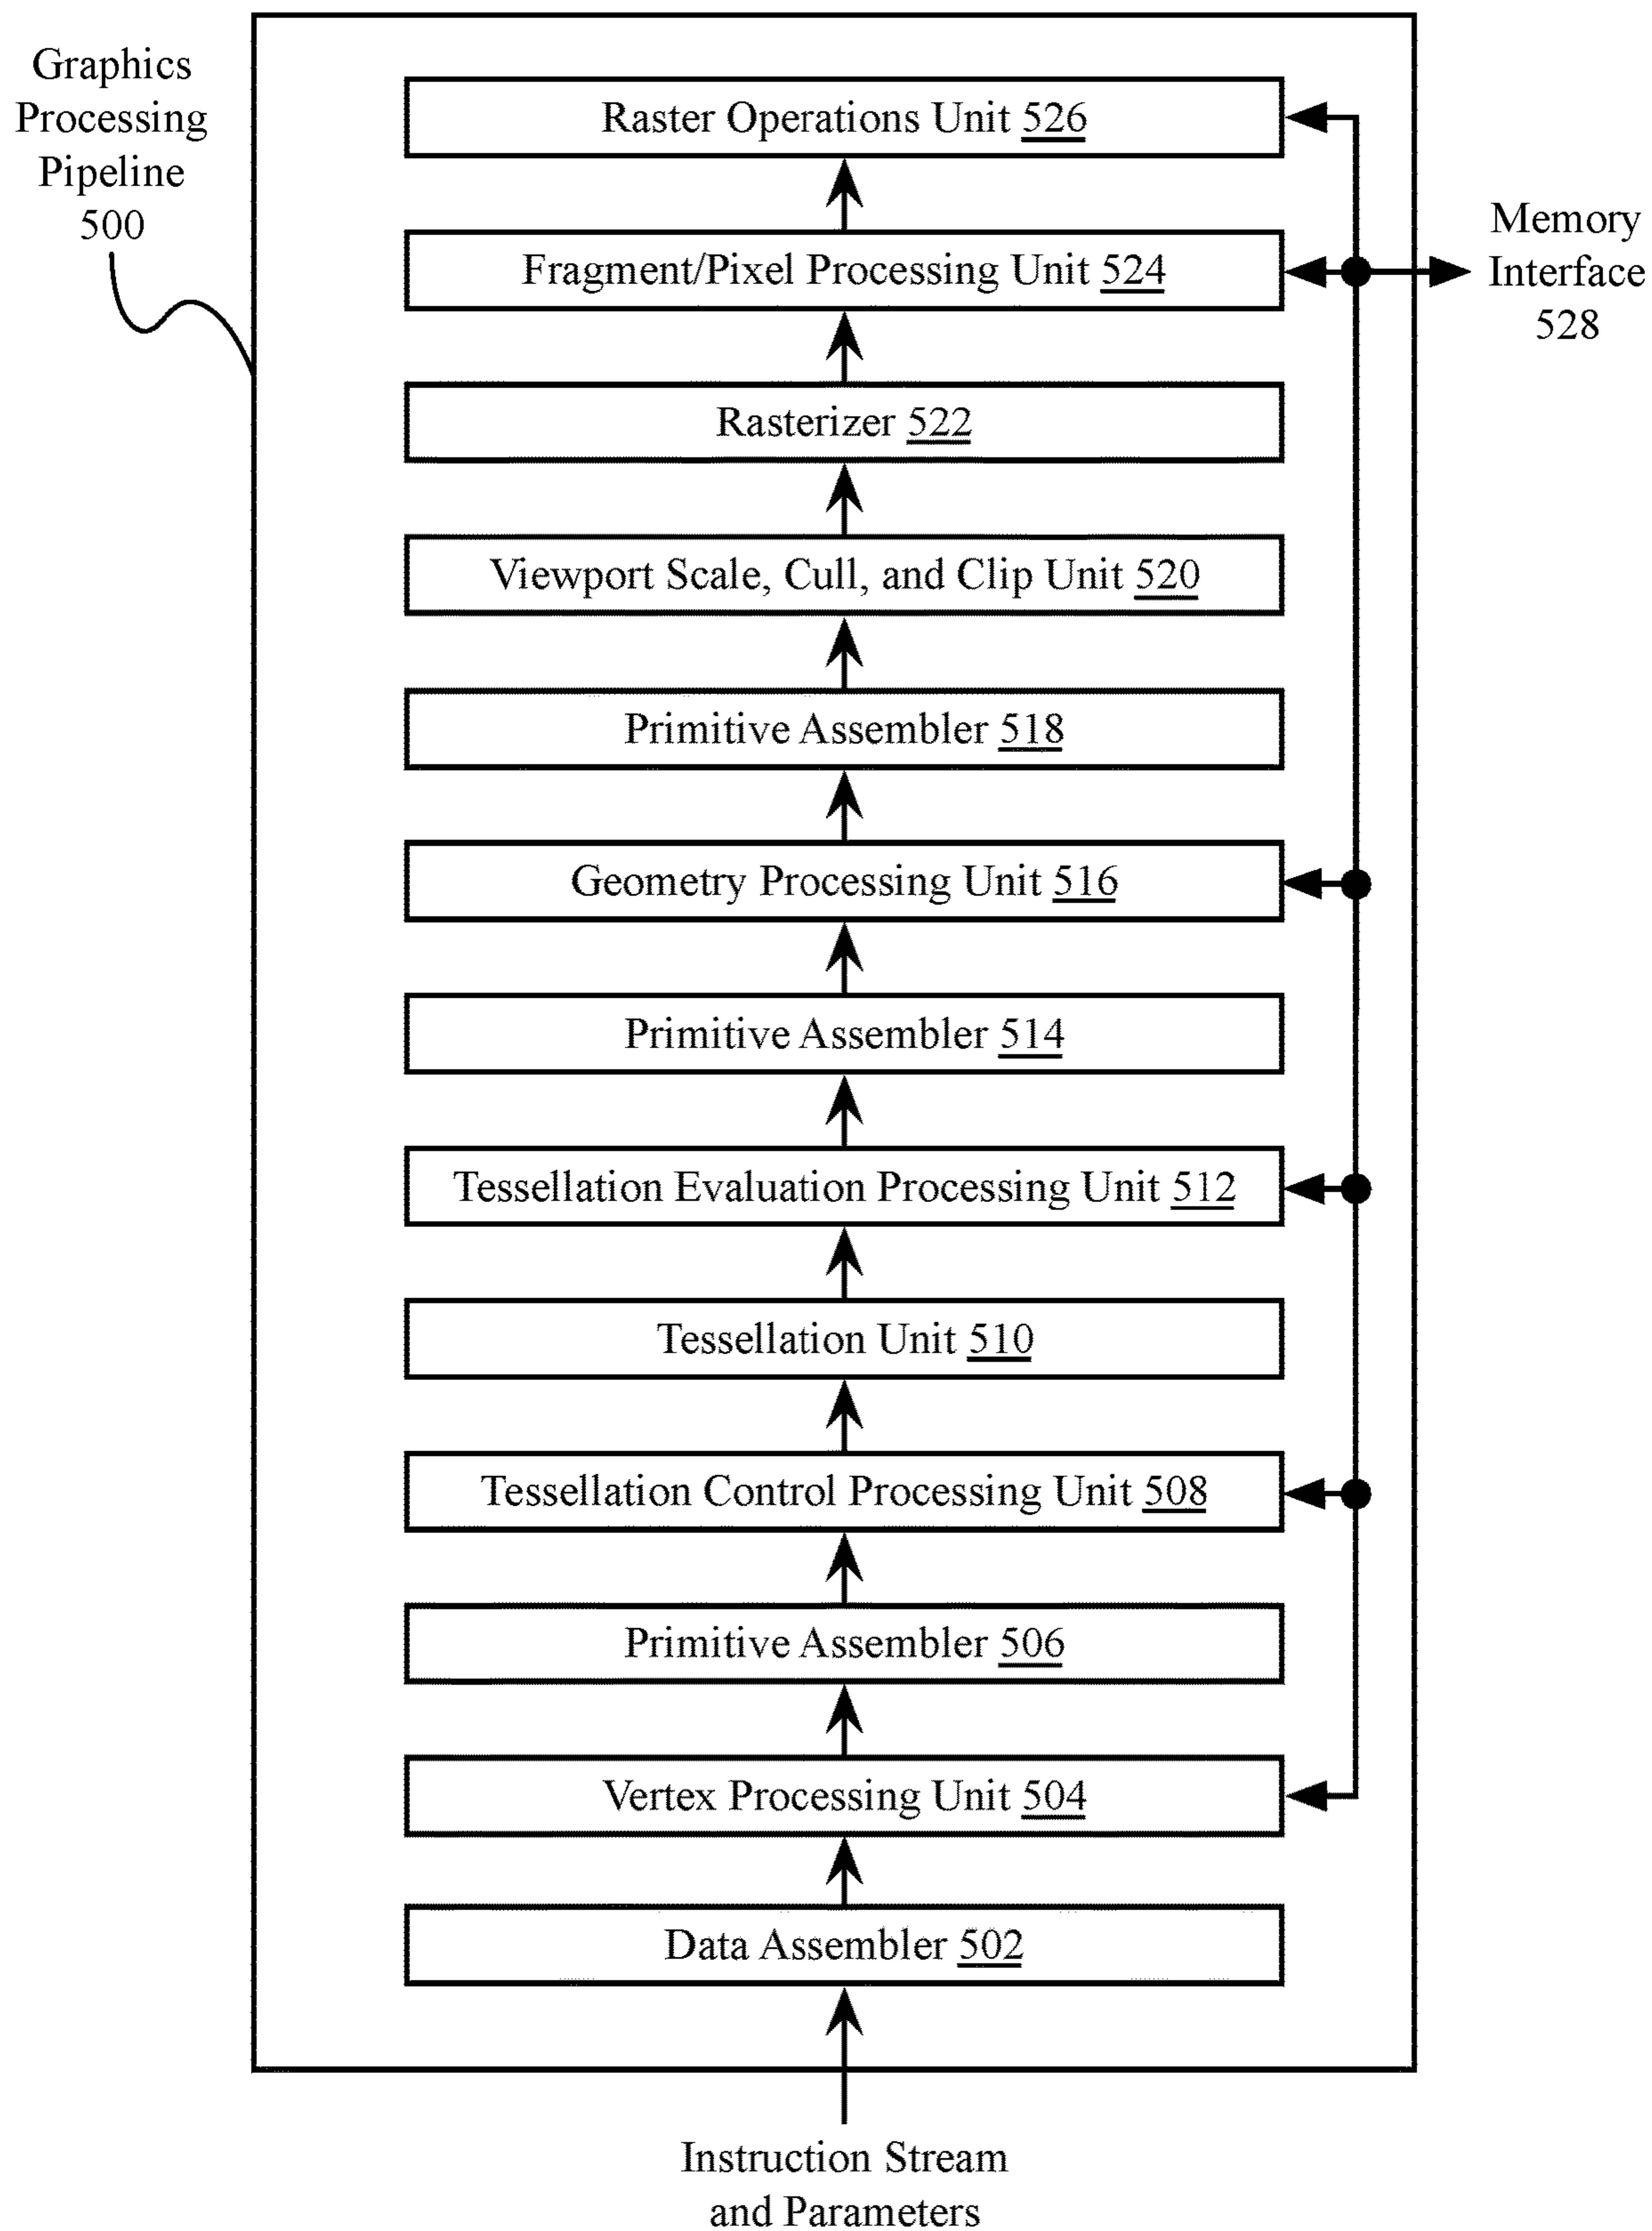 Graphics
Processing
Pipeline
500
Raster Operations Unit 526
Fragment/Pixel Processing Unit 524
Memory
Interface
528
Rasterizer 522
Viewport Scale, Cull, and Clip Unit 520
Primitive Assembler 518
Geometry Processing Unit 516
Primitive Assembler 514
Tessellation Evaluation Processing Unit 512
Tessellation Unit 510
Tessellation Control Processing Unit 508
Primitive Assembler 506
Vertex Processing Unit 504
Data Assembler 502
Instruction Stream
and Parameters